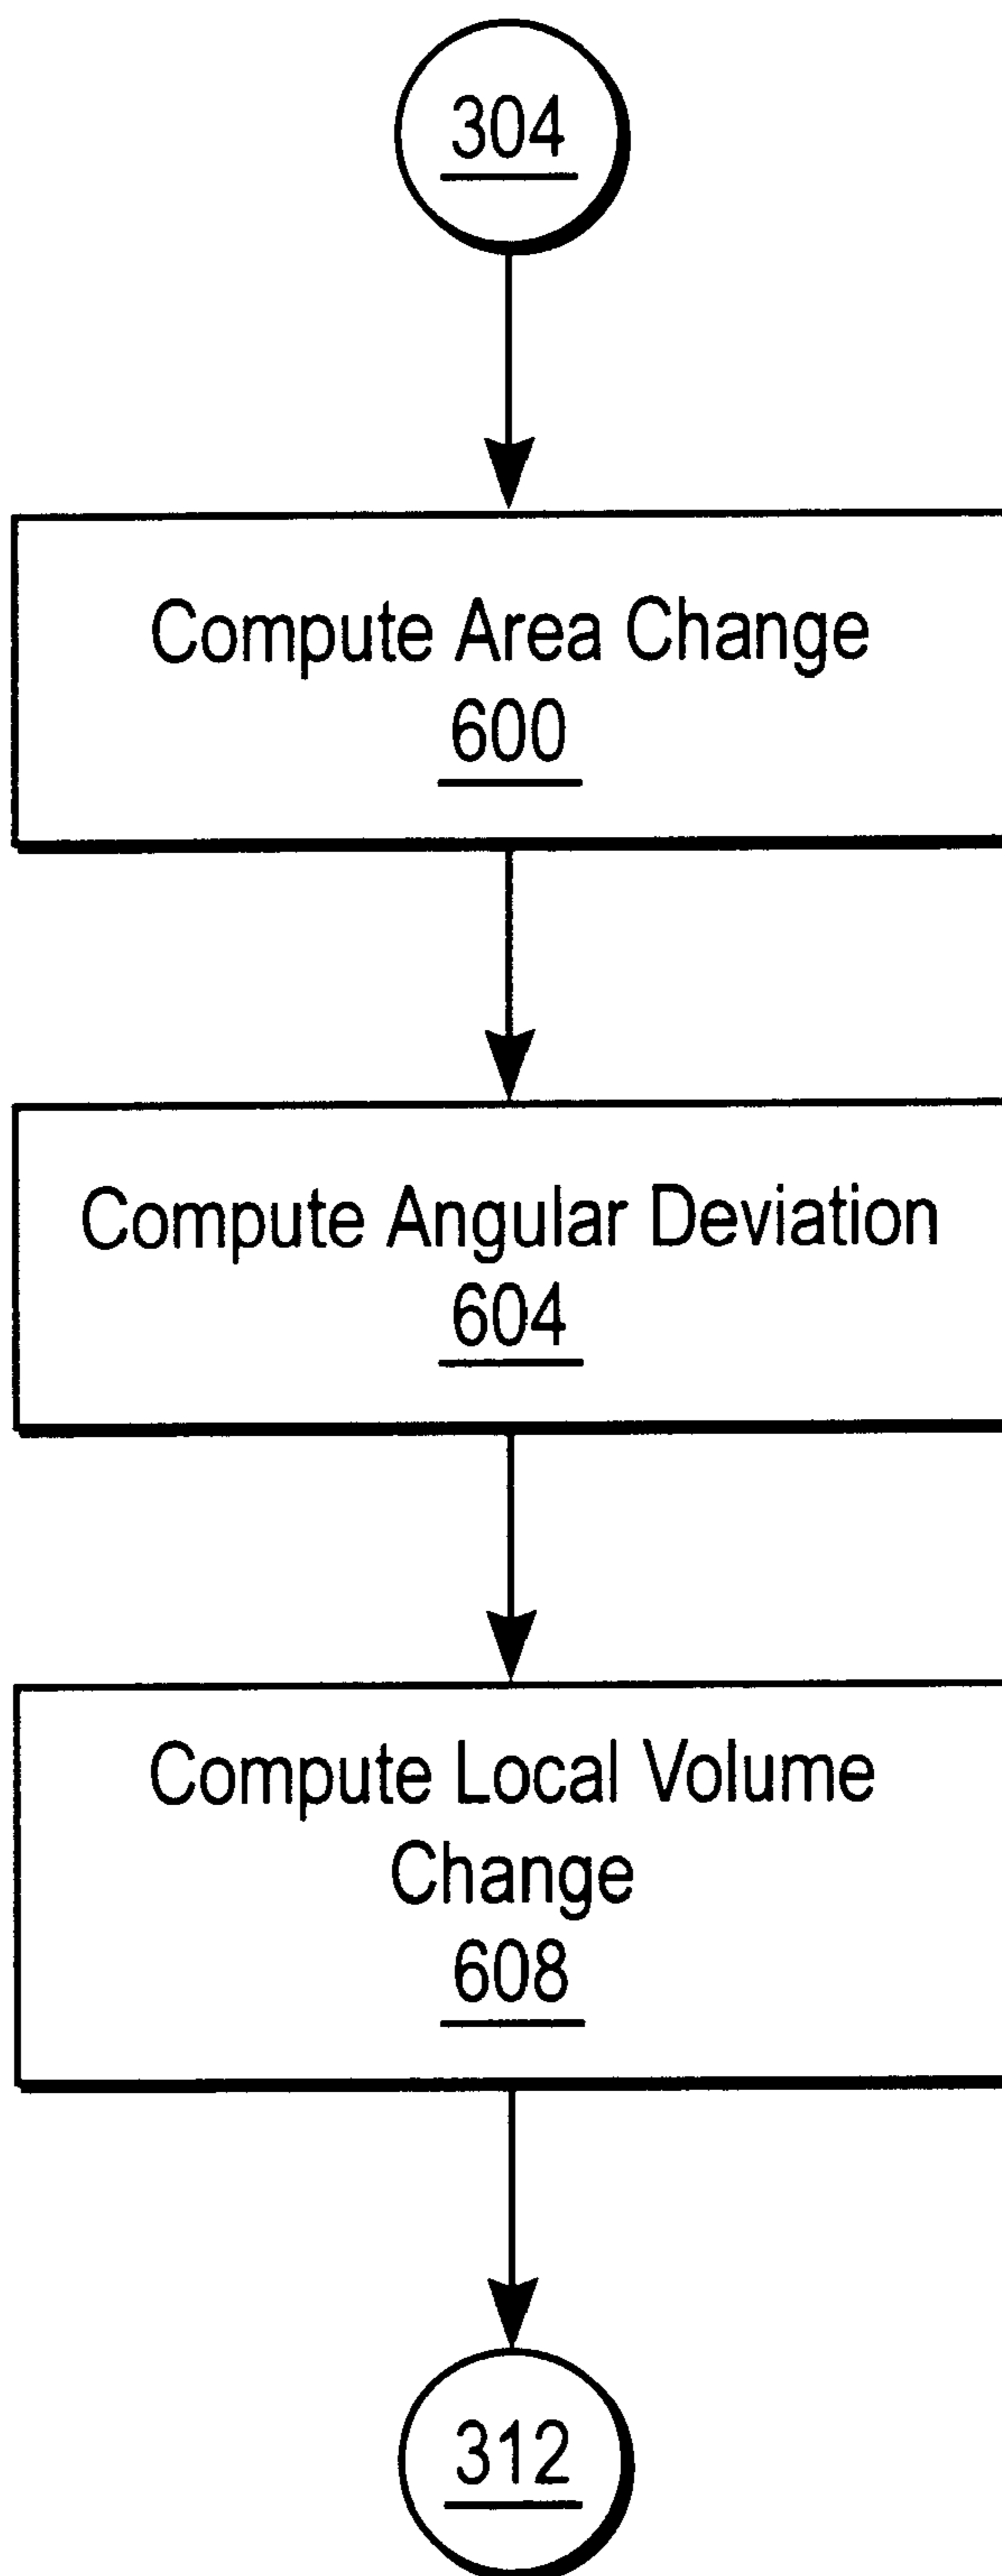 304
Compute Area Change
600
Compute Angular Deviation
604
Compute Local Volume
Change
608
312